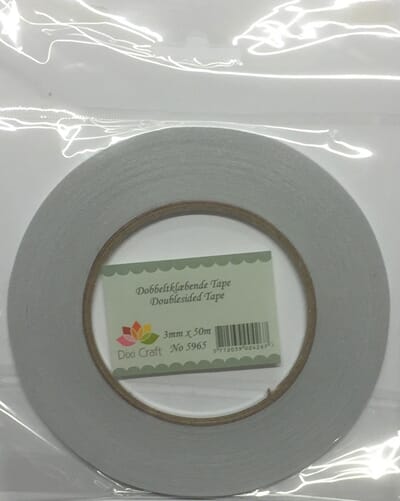 Dobbeltklæbende Tape
Doublesided Tape
3mm x 50m
No 5965
Dixi Craft